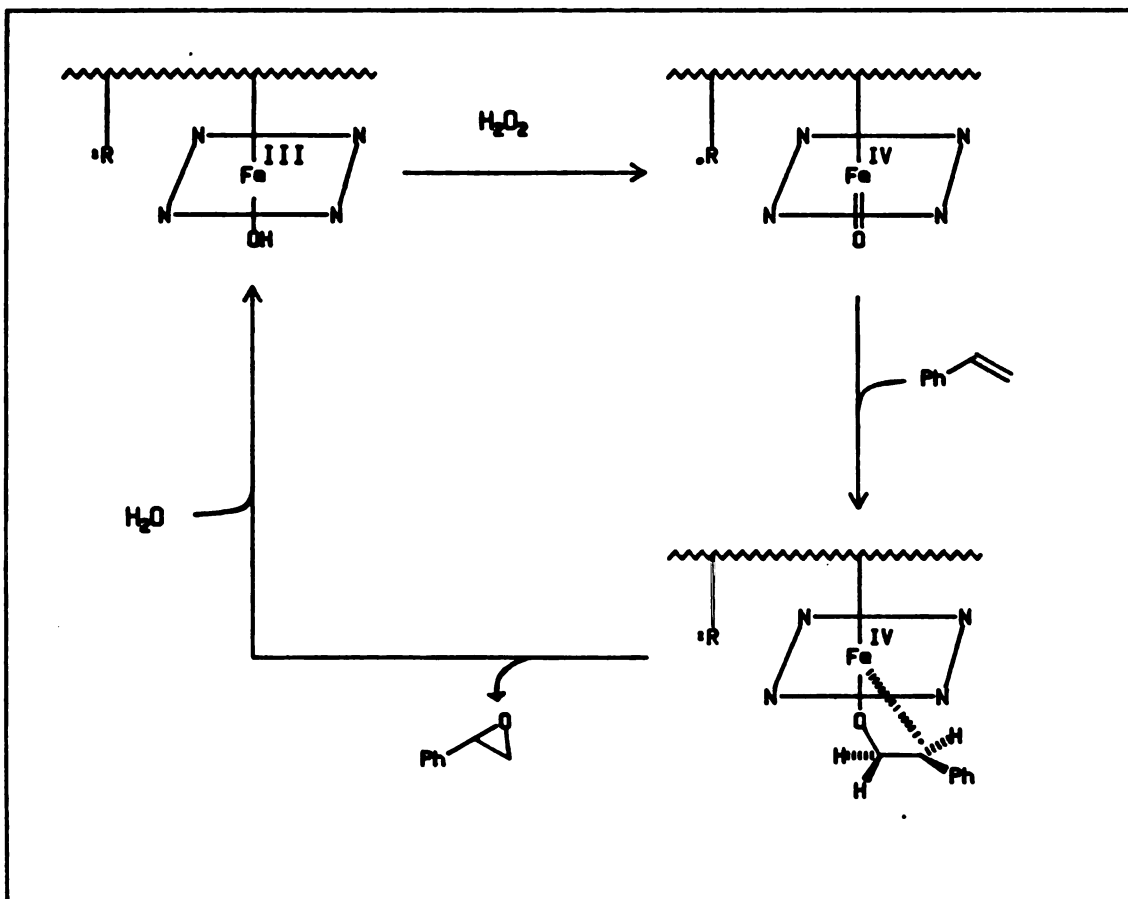 N N
:R III
Fe
N N
OH
H₂O₂
N N
.R IV
Fe
N N
O
Ph
H₂O
O
Ph
N N
:R IV
Fe
N N
O H
H
Ph
H